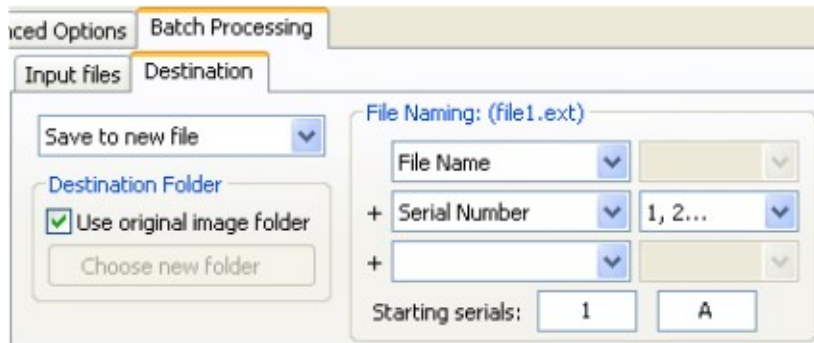 nced Options Batch Processing
Input files Destination
Save to new file
Destination Folder
Use original image folder
Choose new folder
File Naming: (file1.ext)
File Name
+ Serial Number 1, 2...
+
Starting serials: 1 A